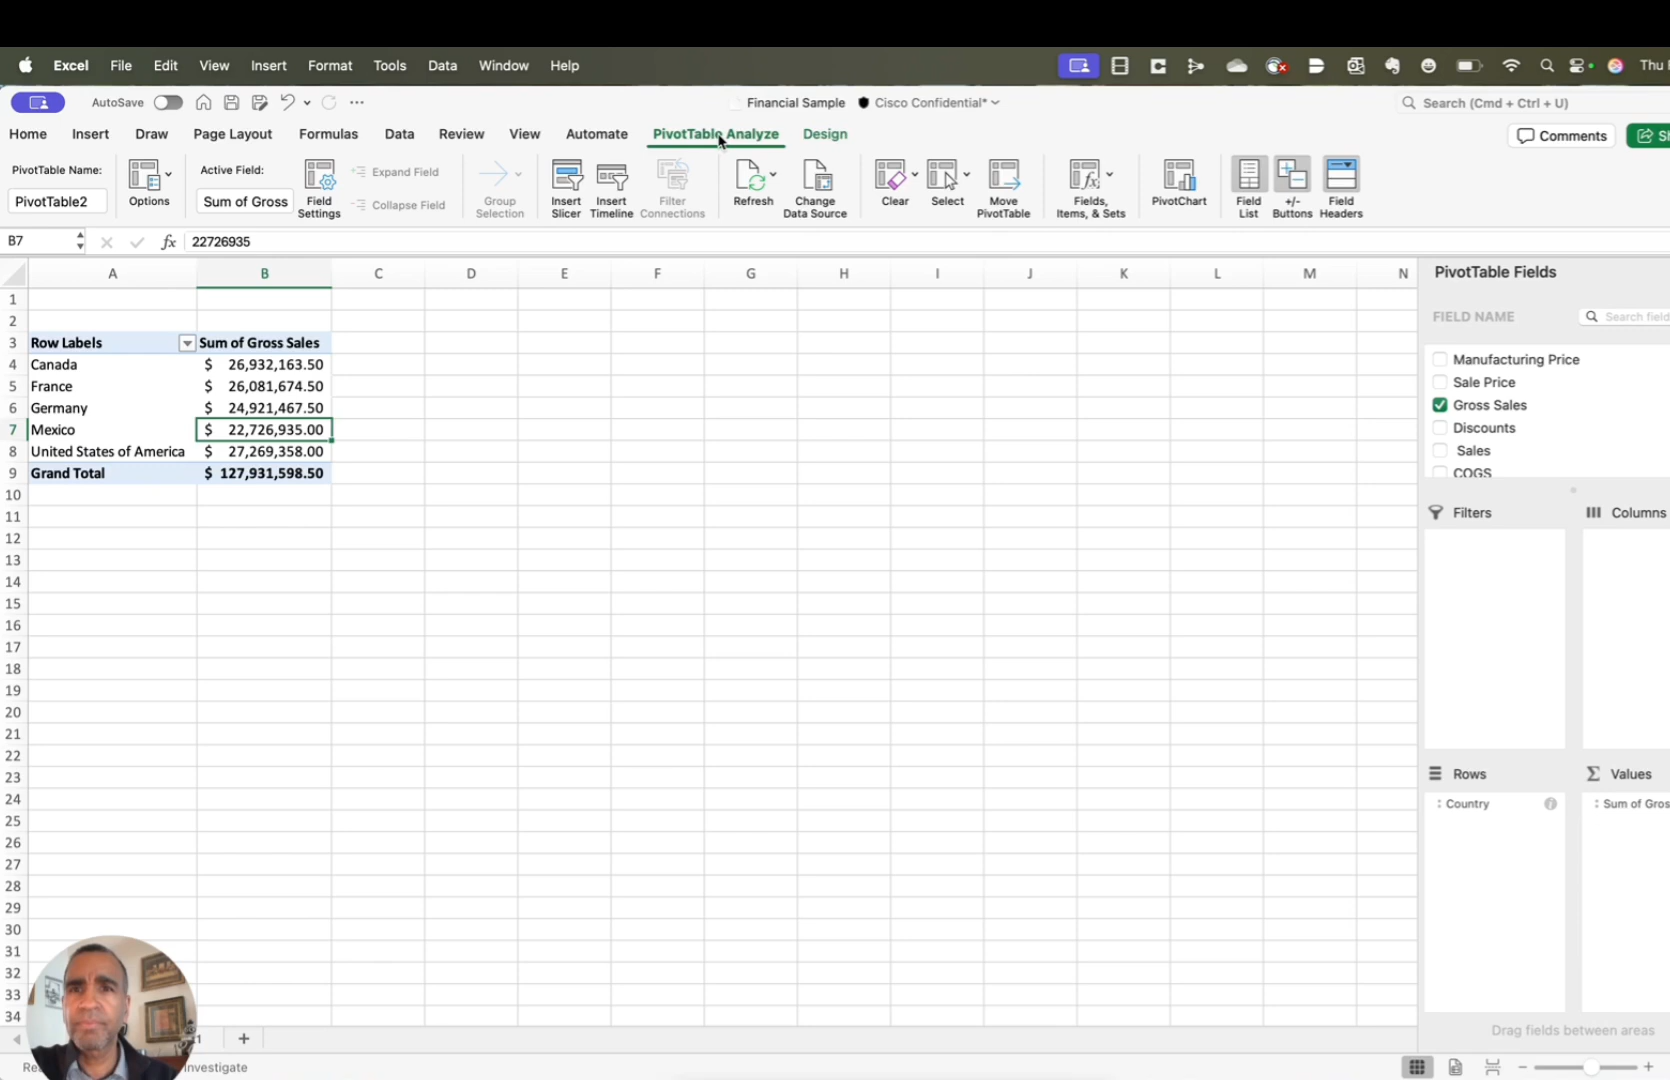 Excel File Edit View Insert Format Tools Data Window Help Thu
AutoSave Financial Sample Cisco Confidential* Search (Cmd + Ctrl + U)
Home Insert Draw Page Layout Formulas Data Review View Automate PivotTable Analyze Design Comments
PivotTable Name: Active Field: Expand Field
PivotTable2 Options Sum of Gross Field Settings Collapse Field Group Selection Insert Slicer Insert Timeline Filter Connections Refresh Change Data Source Clear Select Move PivotTable Fields, Items, & Sets PivotChart Field List +/- Buttons Field Headers
B7 fx 22726935
A B C D E F G H I J K L M N
1
2
3 Row Labels Sum of Gross Sales
4 Canada $ 26,932,163.50
5 France $ 26,081,674.50
6 Germany $ 24,921,467.50
7 Mexico $ 22,726,935.00
8 United States of America $ 27,269,358.00
9 Grand Total $ 127,931,598.50
10
11
12
13
14
15
16
17
18
19
20
21
22
23
24
25
26
27
28
29
30
31
32
33
34
PivotTable Fields
FIELD NAME Search field
Manufacturing Price
Sale Price
Gross Sales
Discounts
Sales
COGS
Filters Columns
Rows Values
: Country : Sum of Gros
Drag fields between areas
nvestigate